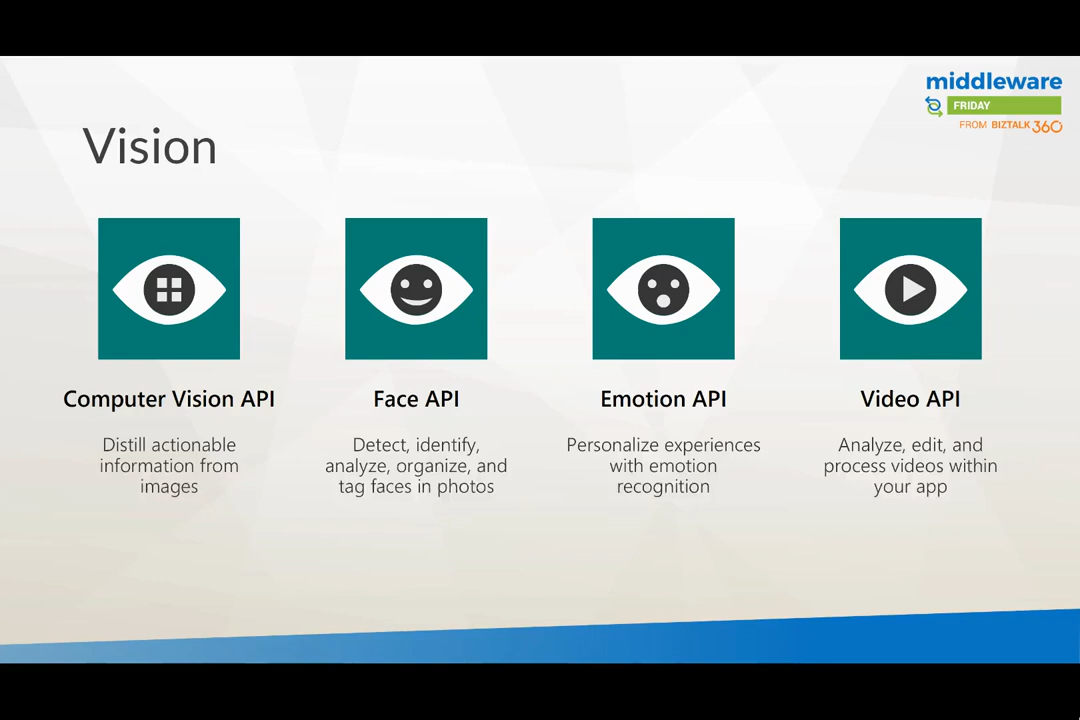 middleware
FRIDAY
FROM BIZTALK 360
Vision
Computer Vision API
Distill actionable
information from
images
Face API
Detect, identify,
analyze, organize, and
tag faces in photos
Emotion API
Personalize experiences
with emotion
recognition
Video API
Analyze, edit, and
process videos within
your app